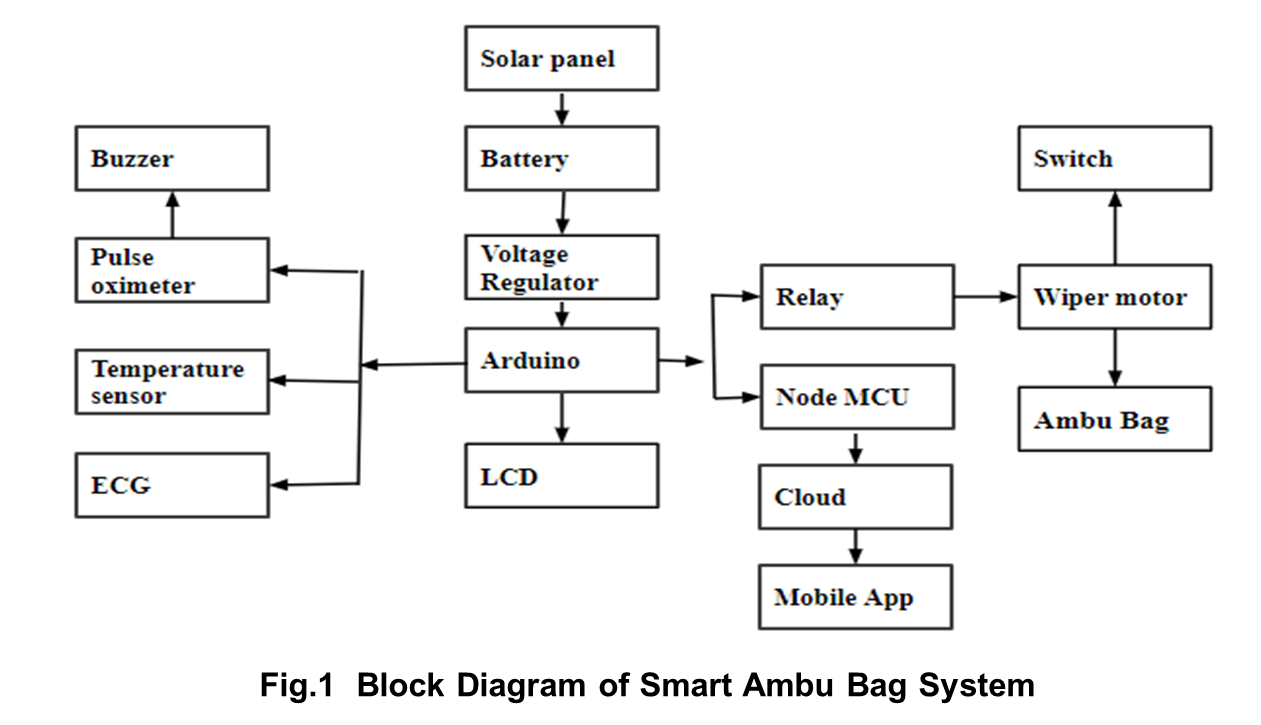 Solar panel
Buzzer
Battery
Switch
Pulse
oximeter
Voltage
Regulator
Relay
Wiper motor
Temperature
sensor
Arduino
Node MCU
Ambu Bag
ECG
LCD
Cloud
Mobile App
Fig.1 Block Diagram of Smart Ambu Bag System